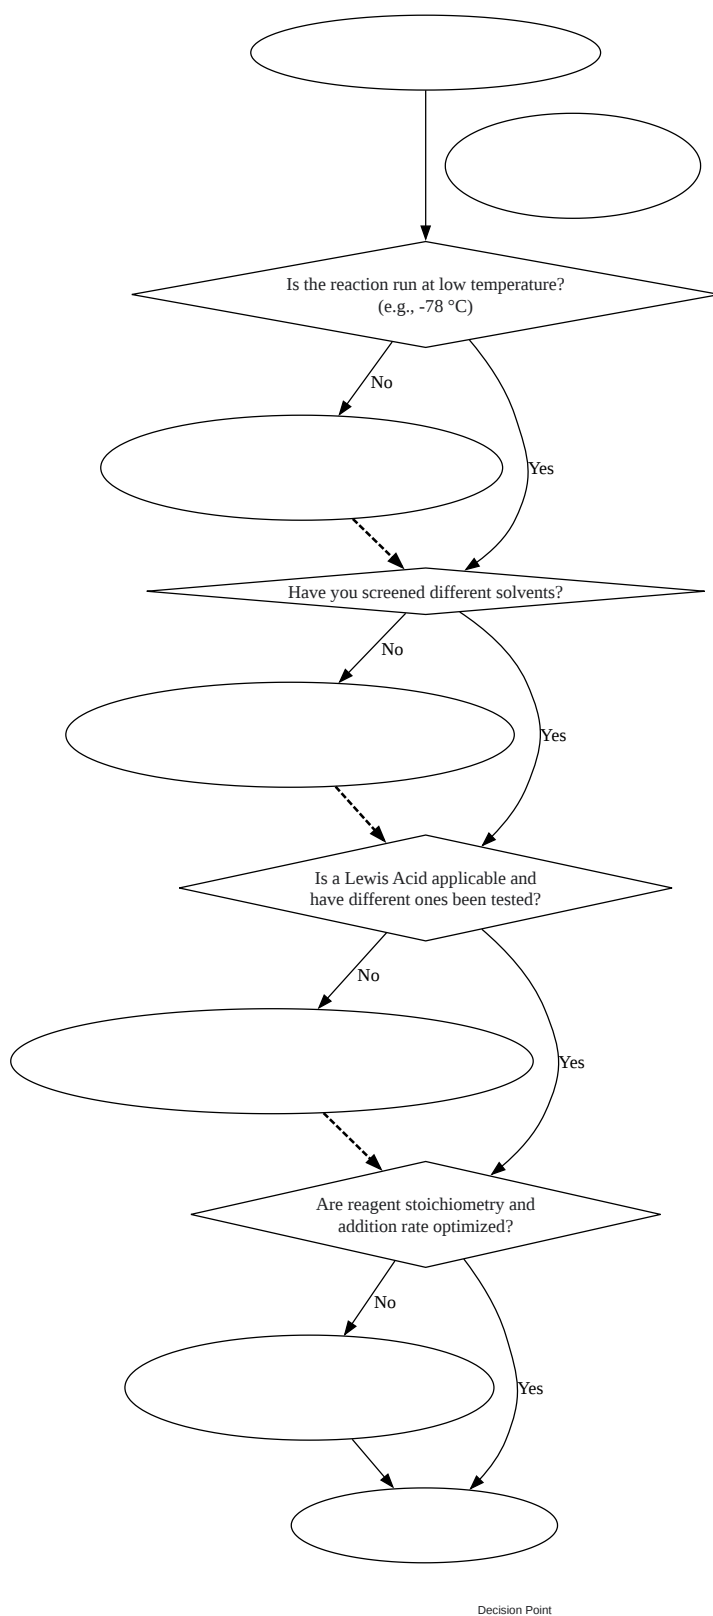 Is the reaction run at low temperature?
(e.g., -78 °C)
No
Yes
Have you screened different solvents?
No
Yes
Is a Lewis Acid applicable and
have different ones been tested?
No
Yes
Are reagent stoichiometry and
addition rate optimized?
No
Yes
Decision Point